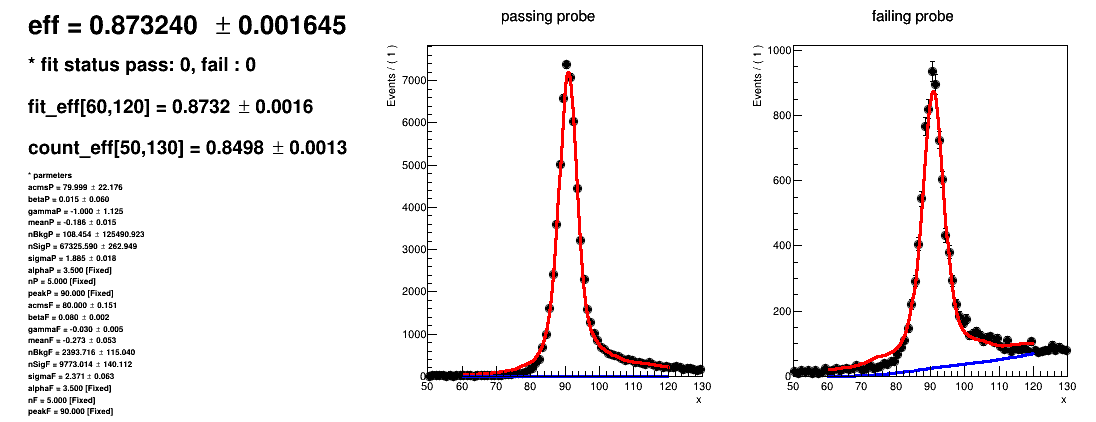 eff = 0.873240 ± 0.001645
* fit status pass: 0, fail : 0
fit_eff[60,120] = 0.8732 ± 0.0016
count_eff[50,130] = 0.8498 ± 0.0013
* parmeters
acmsP = 79.999 ± 22.176
betaP = 0.015 ± 0.060
gammaP = -1.000 ± 1.125
meanP = -0.186 ± 0.015
nBkgP = 108.454 ± 125490.923
nSigP = 67325.590 ± 262.949
sigmaP = 1.885 ± 0.018
alphaP = 3.500 [Fixed]
nP = 5.000 [Fixed]
peakP = 90.000 [Fixed]
acmsF = 80.000 ± 0.151
betaF = 0.080 ± 0.002
gammaF = -0.030 ± 0.005
meanF = -0.273 ± 0.053
nBkgF = 2393.716 ± 115.040
nSigF = 9773.014 ± 140.112
sigmaF = 2.371 ± 0.063
alphaF = 3.500 [Fixed]
nF = 5.000 [Fixed]
peakF = 90.000 [Fixed]
passing probe
Events / ( 1 )
7000
6000
5000
4000
3000
2000
1000
0
50 60 70 80 90 100 110 120 130
x
failing probe
Events / ( 1 )
1000
800
600
400
200
0
50 60 70 80 90 100 110 120 130
x